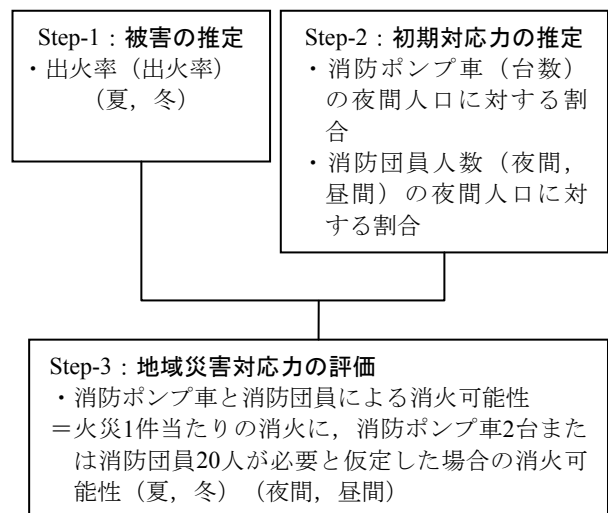 Step-1：被害の推定
・出火率（出火率）
（夏，冬）
Step-2：初期対応力の推定
・消防ポンプ車（台数）
の夜間人口に対する割
合
・消防団員人数（夜間，
昼間）の夜間人口に対
する割合
Step-3：地域災害対応力の評価
・消防ポンプ車と消防団員による消火可能性
＝火災1件当たりの消火に，消防ポンプ車2台また
は消防団員20人が必要と仮定した場合の消火可
能性（夏，冬）（夜間，昼間）